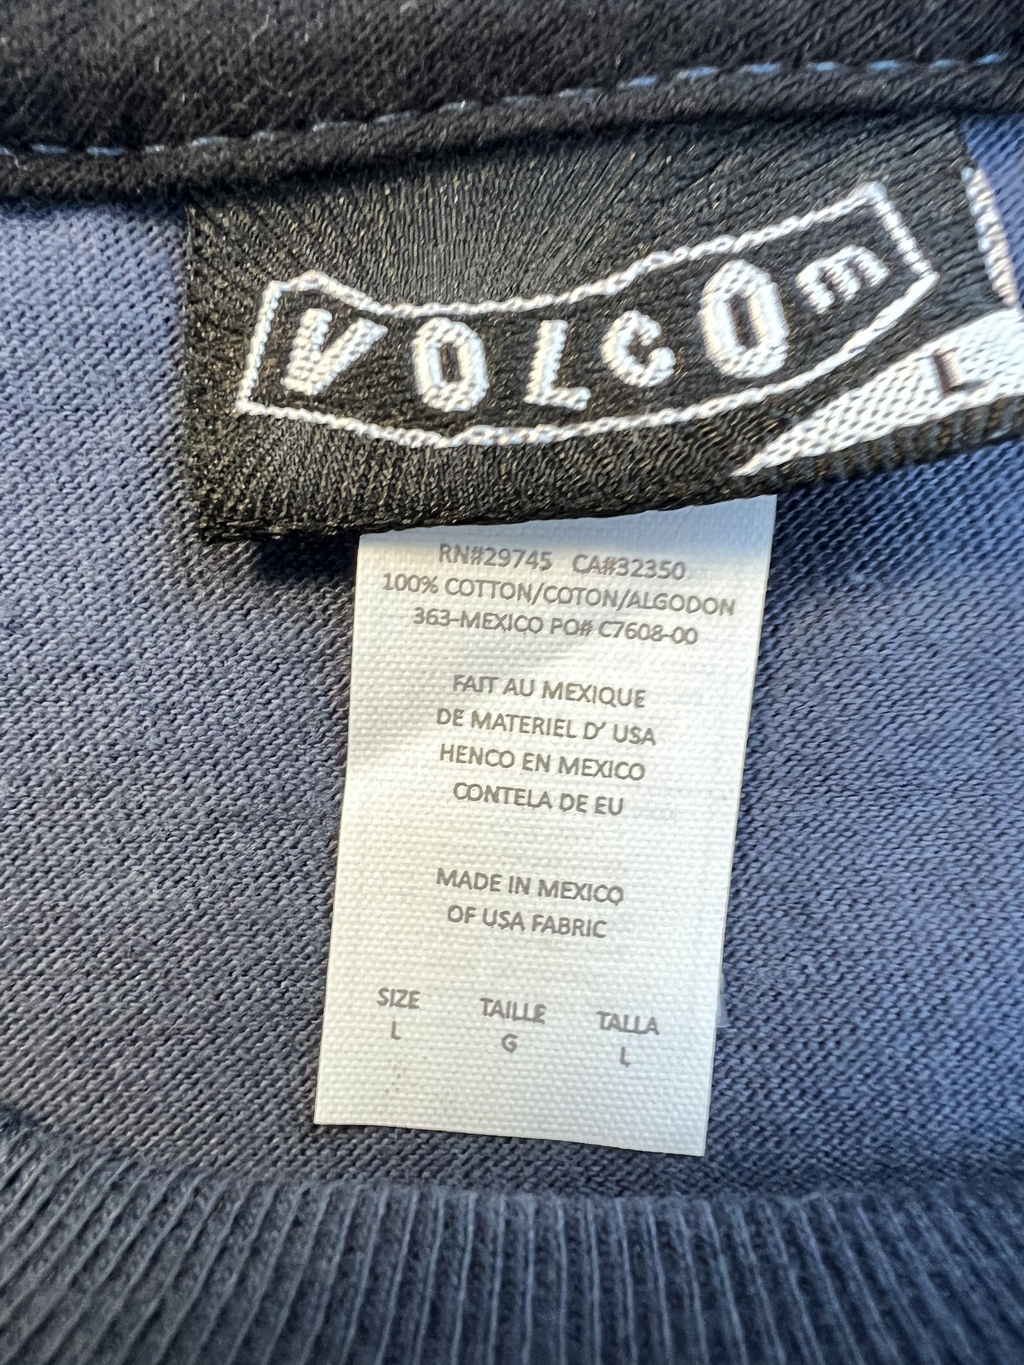 VOLCOm
L
RN#29745 CA#32350
100% COTTON/COTON/ALGODON
363-MEXICO PO# C7608-00
FAIT AU MEXIQUE
DE MATERIEL D' USA
HENCO EN MEXICO
CONTELA DE EU
MADE IN MEXICO
OF USA FABRIC
SIZE TAILLE TALLA
L G L